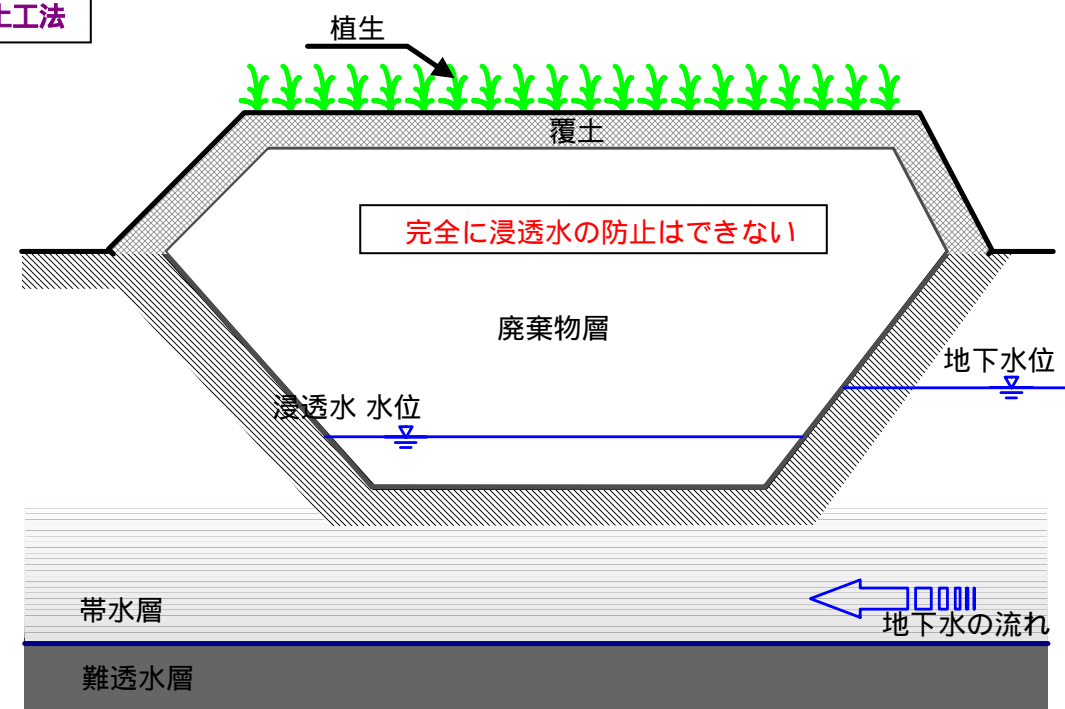 土工法
植生
覆土
完全に浸透水の防止はできない
廃棄物層
地下水位
浸透水 水位
帯水層
地下水の流れ
難透水層